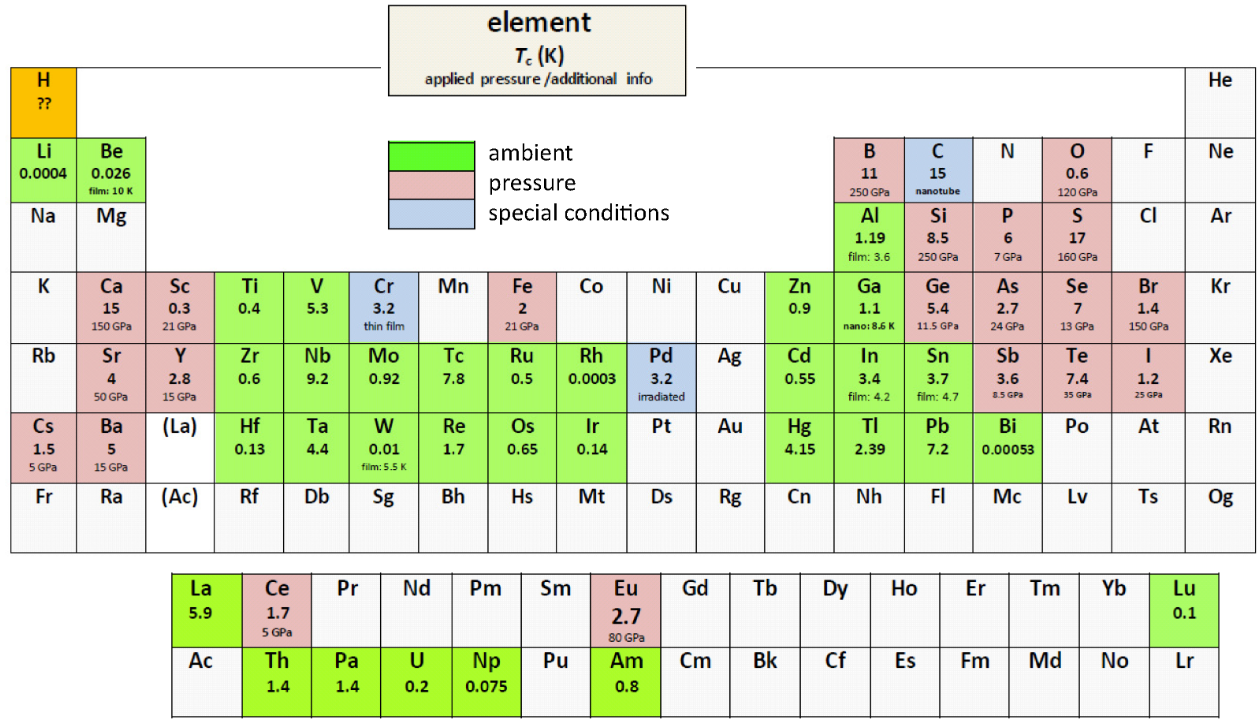 element
Tc (K)
applied pressure/additional info
H
??
He
ambient
pressure
special conditions
Li
0.0004
Be
0.026
film: 10 K
B
11
250 GPa
C
15
nanotube
N
O
0.6
120 GPa
F
Ne
Na
Mg
Al
1.19
film: 3.6
Si
8.5
250 GPa
P
6
7 GPa
S
17
160 GPa
Cl
Ar
K
Ca
15
150 GPa
Sc
0.3
21 GPa
Ti
0.4
V
5.3
Cr
3.2
thin film
Mn
Fe
2
21 GPa
Co
Ni
Cu
Zn
0.9
Ga
1.1
nano: 8.6 K
Ge
5.4
11.5 GPa
As
2.7
24 GPa
Se
7
13 GPa
Br
1.4
150 GPa
Kr
Rb
Sr
4
50 GPa
Y
2.8
15 GPa
Zr
0.6
Nb
9.2
Mo
0.92
Tc
7.8
Ru
0.5
Rh
0.0003
Pd
3.2
irradiated
Ag
Cd
0.55
In
3.4
film: 4.2
Sn
3.7
film: 4.7
Sb
3.6
8.5 GPa
Te
7.4
35 GPa
I
1.2
25 GPa
Xe
Cs
1.5
5 GPa
Ba
5
15 GPa
(La)
Hf
0.13
Ta
4.4
W
0.01
film: 5.5 K
Re
1.7
Os
0.65
Ir
0.14
Pt
Au
Hg
4.15
Tl
2.39
Pb
7.2
Bi
0.00053
Po
At
Rn
Fr
Ra
(Ac)
Rf
Db
Sg
Bh
Hs
Mt
Ds
Rg
Cn
Nh
Fl
Mc
Lv
Ts
Og
La
5.9
Ce
1.7
5 GPa
Pr
Nd
Pm
Sm
Eu
2.7
80 GPa
Gd
Tb
Dy
Ho
Er
Tm
Yb
Lu
0.1
Ac
Th
1.4
Pa
1.4
U
0.2
Np
0.075
Pu
Am
0.8
Cm
Bk
Cf
Es
Fm
Md
No
Lr